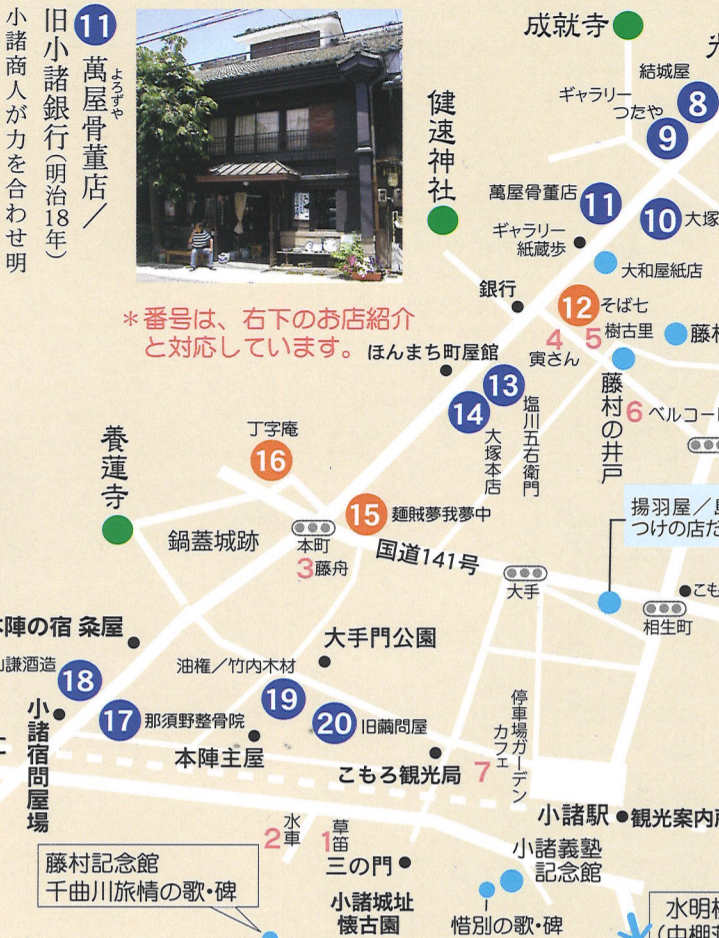 ⓫ 萬屋骨董店／
よろずや
旧小諸銀行(明治18年)
小諸商人が力を合わせ明
＊番号は、右下のお店紹介
と対応しています。
成就寺
結城屋
8
ギャラリー
つたや
9
健速神社
萬屋骨董店
11
10
大塚
ギャラリー
紙蔵歩
大和屋紙店
銀行
12
そば七
4
寅さん
5
樹古里
ほんまち町屋館
13
塩川五右衛門
14
大塚本店
藤村の井戸
6
養蓮寺
丁字庵
16
15
麺賊夢我夢中
鍋蓋城跡
本町
3
藤舟
国道141号
大手
揚羽屋／
つけの店だ
相生町
陣の宿 粂屋
謙酒造
18
大手門公園
油権／竹内木材
19
17
那須野整骨院
20
旧繭問屋
小諸宿問屋場
本陣主屋
こもろ観光局
7
停車場ガーデン
カフェ
小諸駅
観光案内
2
水車
1
草笛
三の門
小諸義塾
記念館
藤村記念館
千曲川旅情の歌・碑
小諸城址
懐古園
惜別の歌・碑